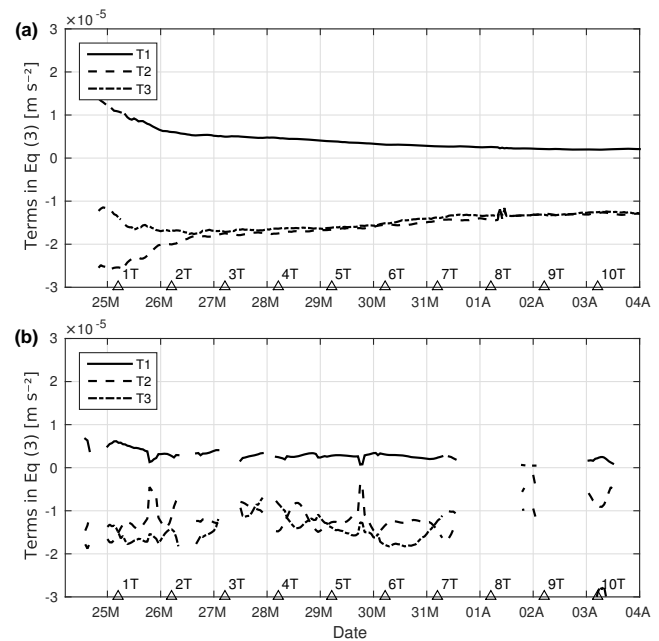 (a)
×10⁻⁵
3
2
1
0
-1
-2
-3
Terms in Eq (3) [m s⁻²]
T1
T2
T3
1T 2T 3T 4T 5T 6T 7T 8T 9T 10T
25M 26M 27M 28M 29M 30M 31M 01A 02A 03A 04A
(b)
×10⁻⁵
3
2
1
0
-1
-2
-3
Terms in Eq (3) [m s⁻²]
T1
T2
T3
1T 2T 3T 4T 5T 6T 7T 8T 9T 10T
25M 26M 27M 28M 29M 30M 31M 01A 02A 03A 04A
Date